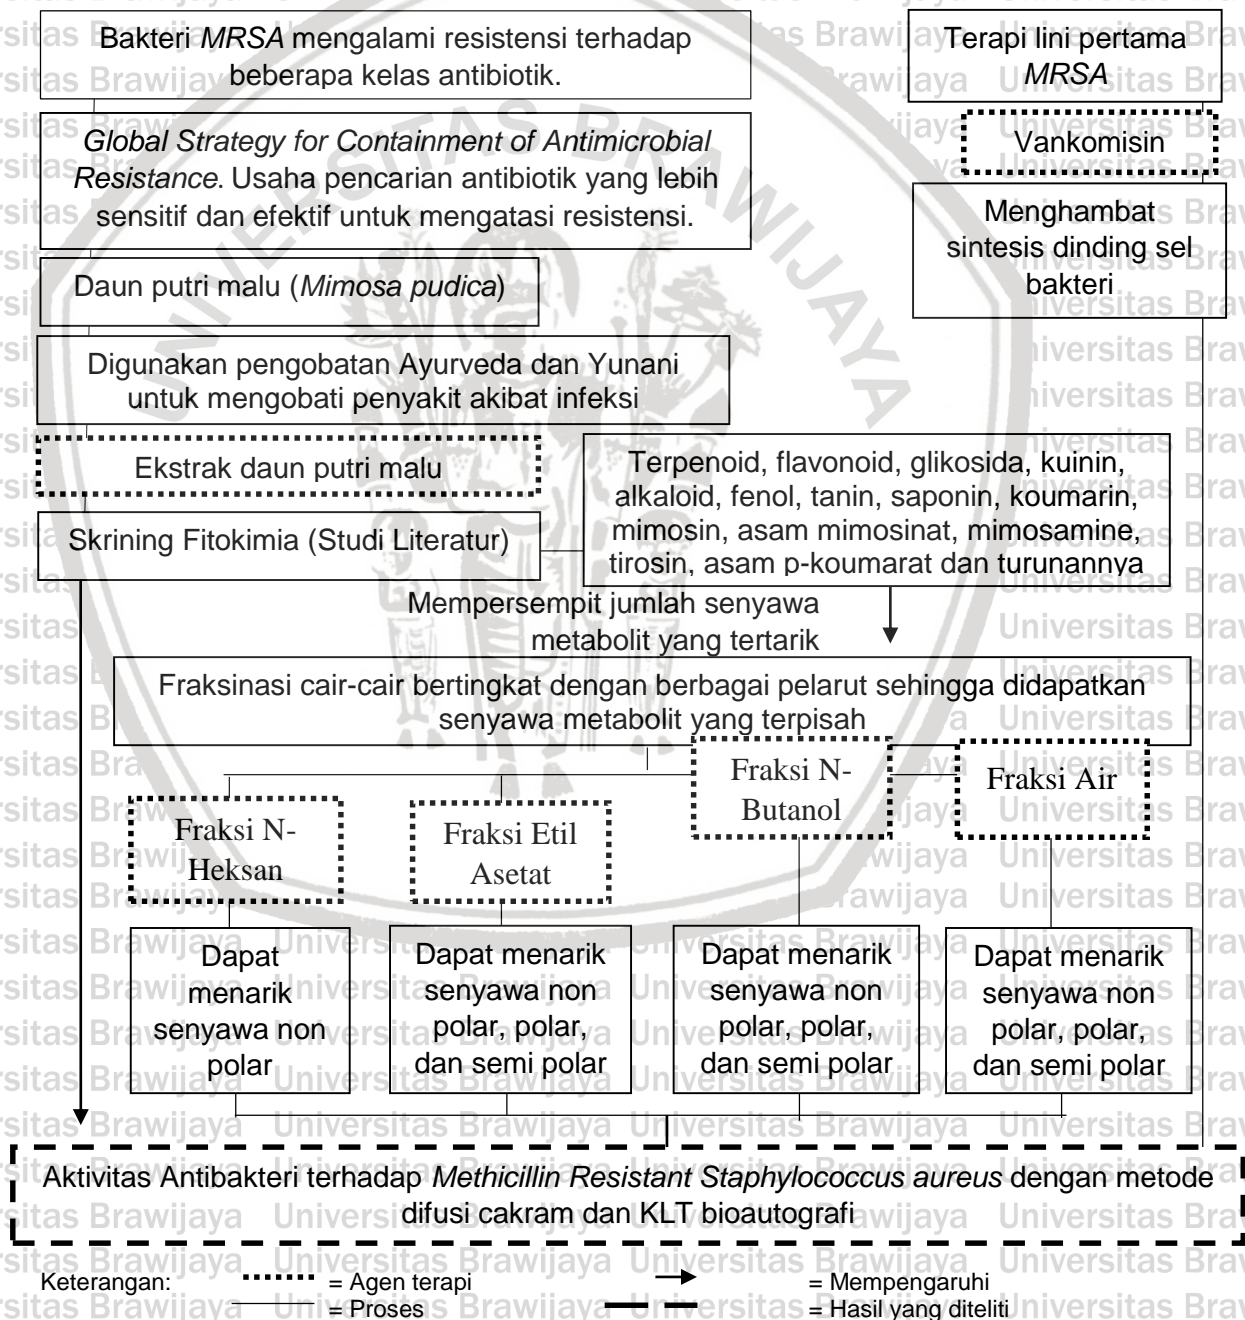 Bakteri MRSA mengalami resistensi terhadap
beberapa kelas antibiotik.
Global Strategy for Containment of Antimicrobial
Resistance. Usaha pencarian antibiotik yang lebih
sensitif dan efektif untuk mengatasi resistensi.
Daun putri malu (Mimosa pudica)
Digunakan pengobatan Ayurveda dan Yunani
untuk mengobati penyakit akibat infeksi
Ekstrak daun putri malu
Skrining Fitokimia (Studi Literatur)
Terapi lini pertama
MRSA
Vankomisin
Menghambat
sintesis dinding sel
bakteri
Terpenoid, flavonoid, glikosida, kuinin,
alkaloid, fenol, tanin, saponin, koumarin,
mimosin, asam mimosinat, mimosamine,
tirosin, asam p-koumarat dan turunannya
Mempersempit jumlah senyawa
metabolit yang tertarik
Fraksinasi cair-cair bertingkat dengan berbagai pelarut sehingga didapatkan
senyawa metabolit yang terpisah
Fraksi N-
Heksan
Fraksi Etil
Asetat
Fraksi N-
Butanol
Fraksi Air
Dapat
menarik
senyawa non
polar
Dapat menarik
senyawa non
polar, polar,
dan semi polar
Dapat menarik
senyawa non
polar, polar,
dan semi polar
Dapat menarik
senyawa non
polar, polar,
dan semi polar
Aktivitas Antibakteri terhadap Methicillin Resistant Staphylococcus aureus dengan metode
difusi cakram dan KLT bioautografi
Keterangan:
= Agen terapi
= Mempengaruhi
= Proses
= Hasil yang diteliti
UNIVERSITAS BRAWIJAYA